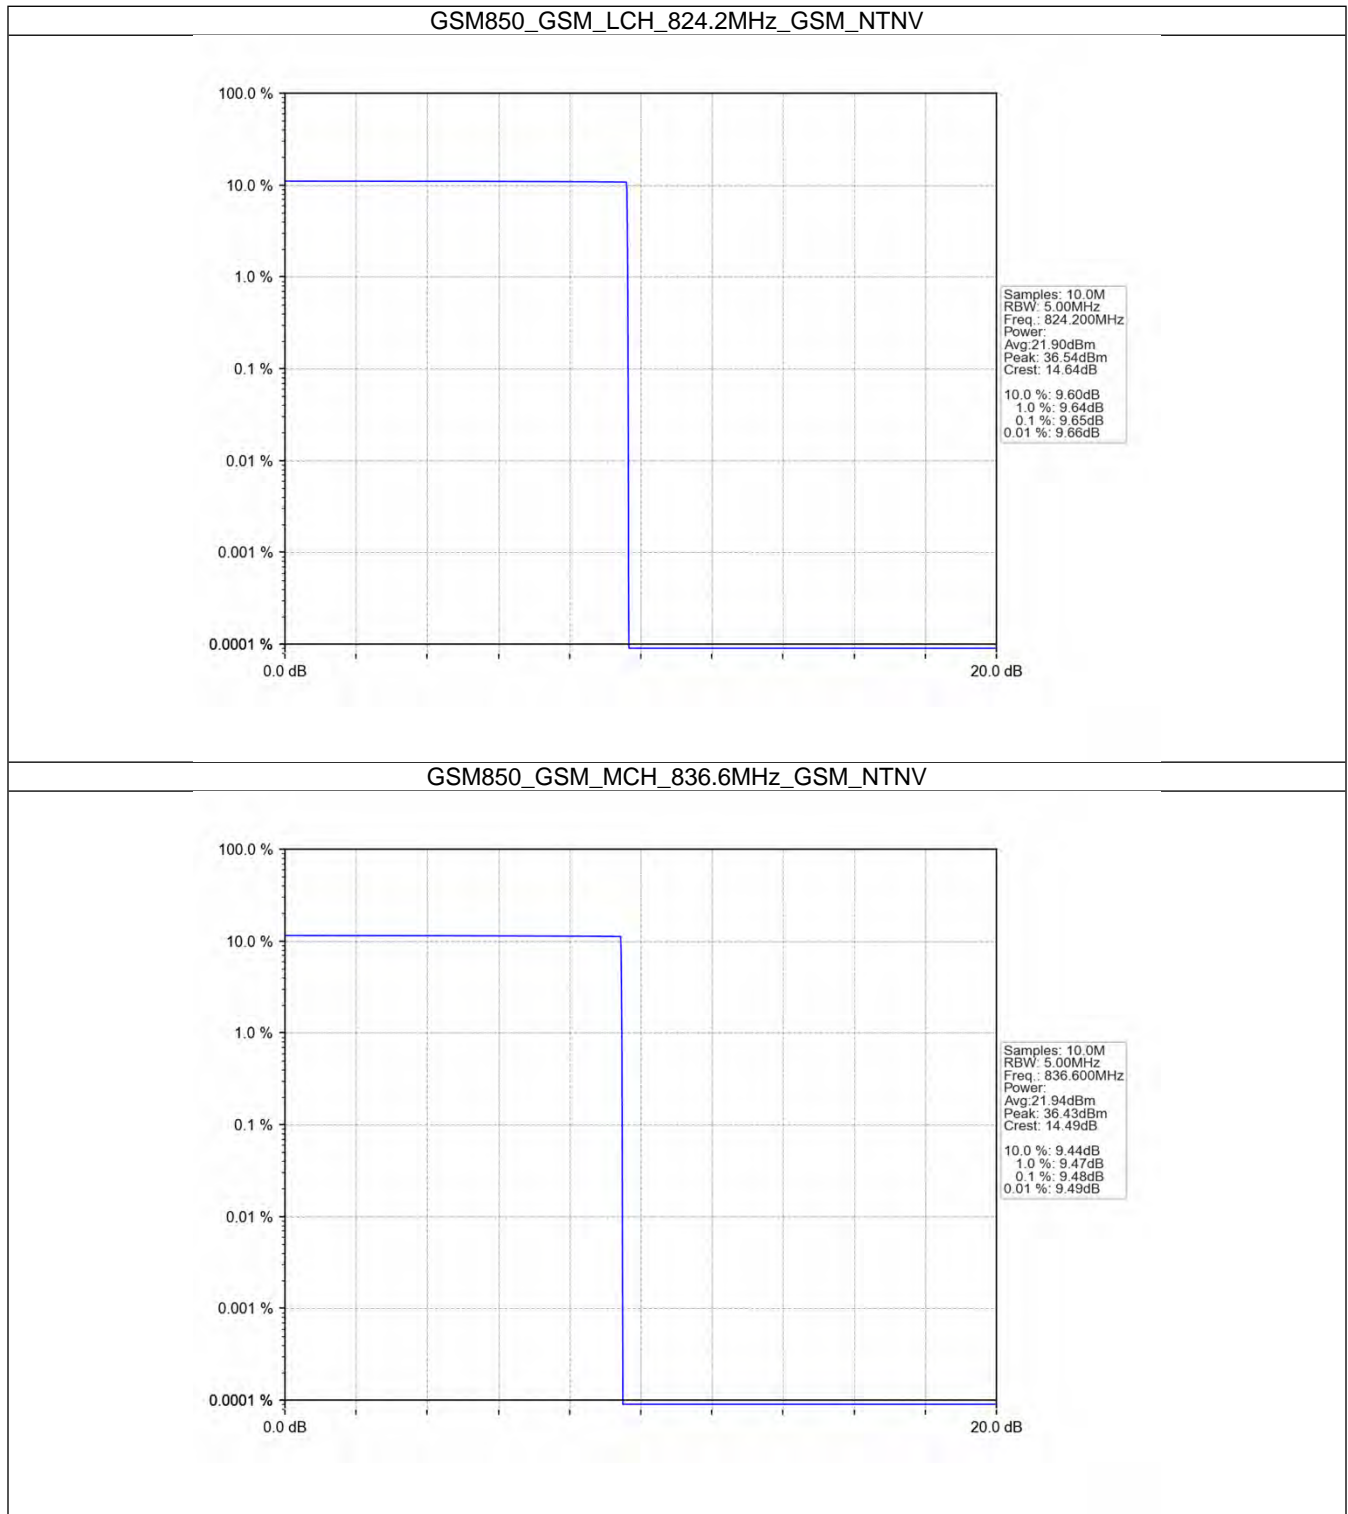 GSM850_GSM_LCH_824.2MHz_GSM_NTNV
100.0 %
10.0 %
1.0 %
0.1 %
0.01 %
0.001 %
0.0001 %
0.0 dB
20.0 dB
Samples: 10.0M
RBW: 5.00MHz
Freq.: 824.200MHz
Power:
Avg:21.90dBm
Peak: 36.54dBm
Crest: 14.64dB
10.0 %: 9.60dB
1.0 %: 9.64dB
0.1 %: 9.65dB
0.01 %: 9.66dB
GSM850_GSM_MCH_836.6MHz_GSM_NTNV
100.0 %
10.0 %
1.0 %
0.1 %
0.01 %
0.001 %
0.0001 %
0.0 dB
20.0 dB
Samples: 10.0M
RBW: 5.00MHz
Freq.: 836.600MHz
Power:
Avg:21.94dBm
Peak: 36.43dBm
Crest: 14.49dB
10.0 %: 9.44dB
1.0 %: 9.47dB
0.1 %: 9.48dB
0.01 %: 9.49dB